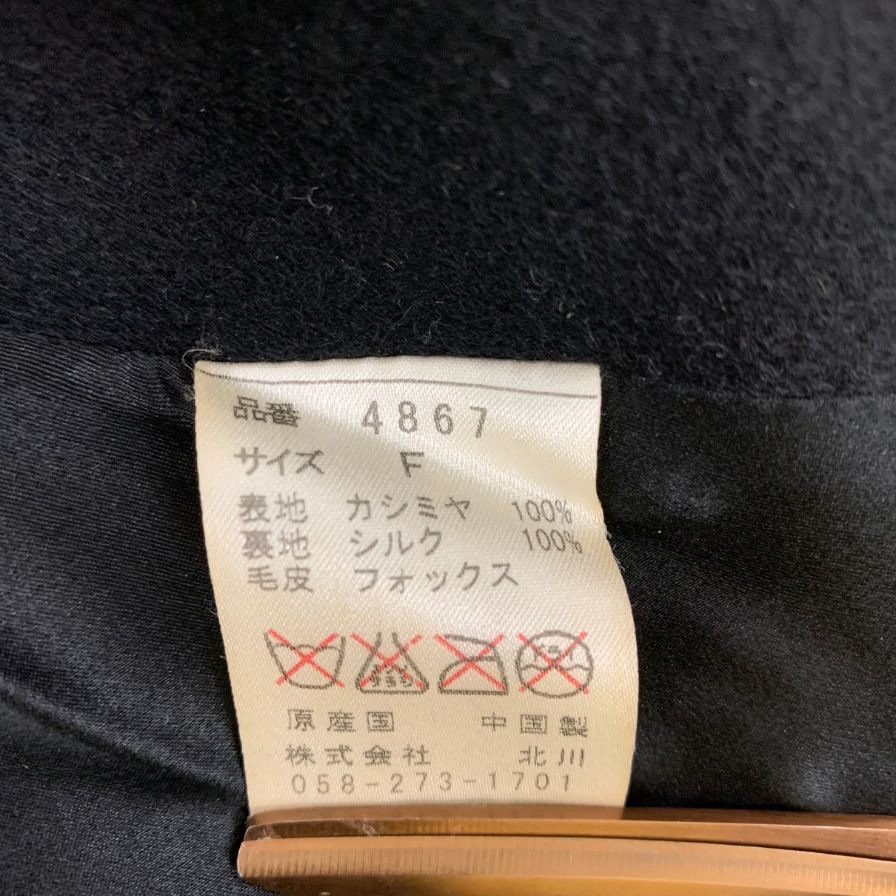 品番 4867
サイズ F
表地 カシミヤ 100%
裏地 シルク 100%
毛皮 フォックス
原産国 中国製
株式会社 北川
058-273-1701